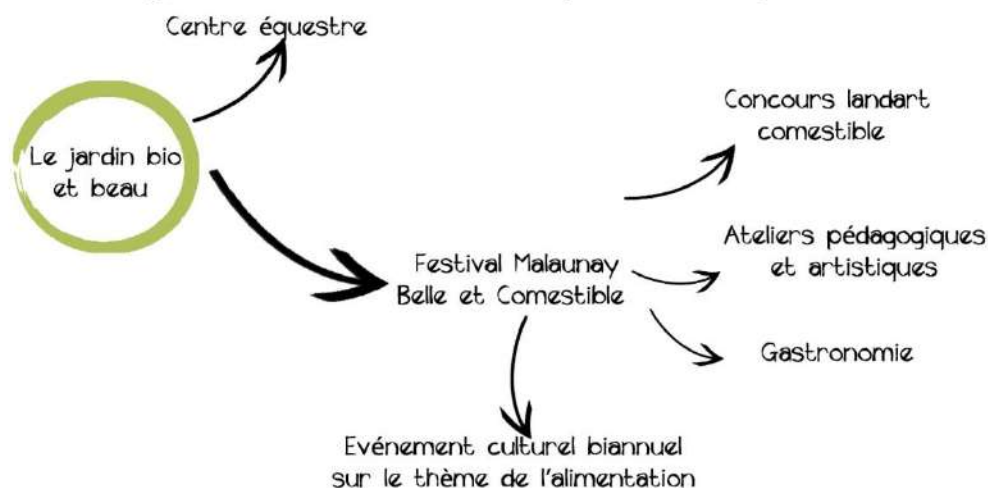 Centre équestre
Le jardin bio
et beau
Concours landart
comestible
Ateliers pédagogiques
et artistiques
Festival Malaunay
Belle et Comestible
Gastronomie
Evénement culturel biannuel
sur le thème de l'alimentation